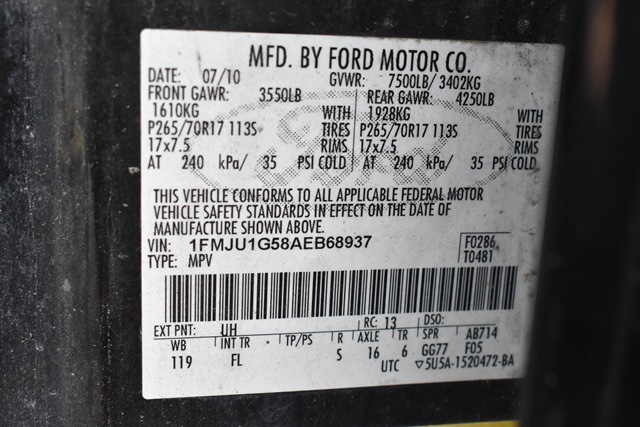 MFD. BY FORD MOTOR CO.
DATE: 07/10 GVWR: 7500LB/ 3402KG
FRONT GAWR: 3550LB REAR GAWR: 4250LB
1610KG WITH 1928KG WITH
P265/70R17 113S TIRES P265/70R17 113S TIRES
17x7.5 RIMS 17x7.5 RIMS
AT 240 kPa/ 35 PSI COLD AT 240 kPa/ 35 PSI COLD
THIS VEHICLE CONFORMS TO ALL APPLICABLE FEDERAL MOTOR
VEHICLE SAFETY STANDARDS IN EFFECT ON THE DATE OF
MANUFACTURE SHOWN ABOVE.
VIN: 1FMJU1G58AEB68937 F0286
TYPE: MPV T0481
EXT PNT: UH RC: 13 DSO:
WB INT TR TP/PS R AXLE TR SPR AB714
119 FL S 16 6 GG77 F05
UTC ▽5U5A-1520472-BA
Ford